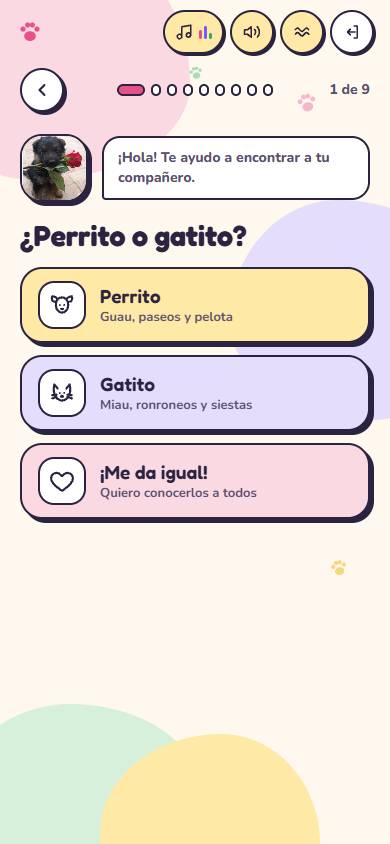 1 de 9
¡Hola! Te ayudo a encontrar a tu
compañero.
¿Perrito o gatito?
Perrito
Guau, paseos y pelota
Gatito
Miau, ronroneos y siestas
¡Me da igual!
Quiero conocerlos a todos